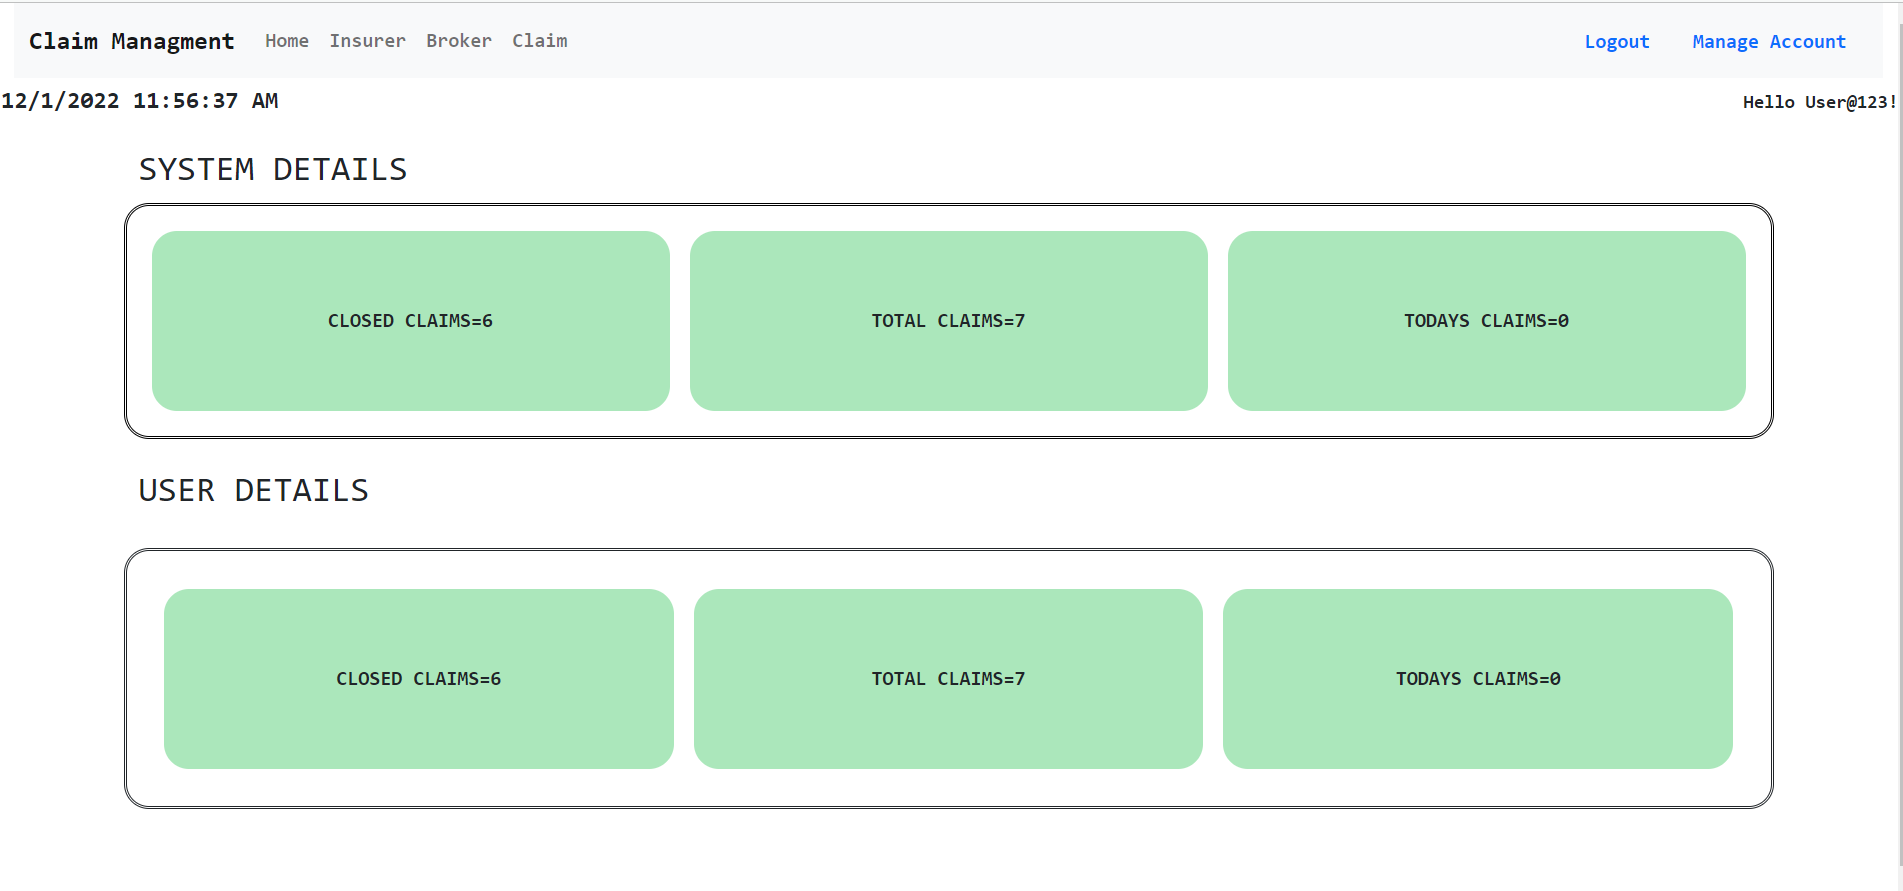 Claim Managment Home Insurer Broker Claim Logout Manage Account
12/1/2022 11:56:37 AM Hello User@123!
SYSTEM DETAILS
CLOSED CLAIMS=6 TOTAL CLAIMS=7 TODAYS CLAIMS=0
USER DETAILS
CLOSED CLAIMS=6 TOTAL CLAIMS=7 TODAYS CLAIMS=0